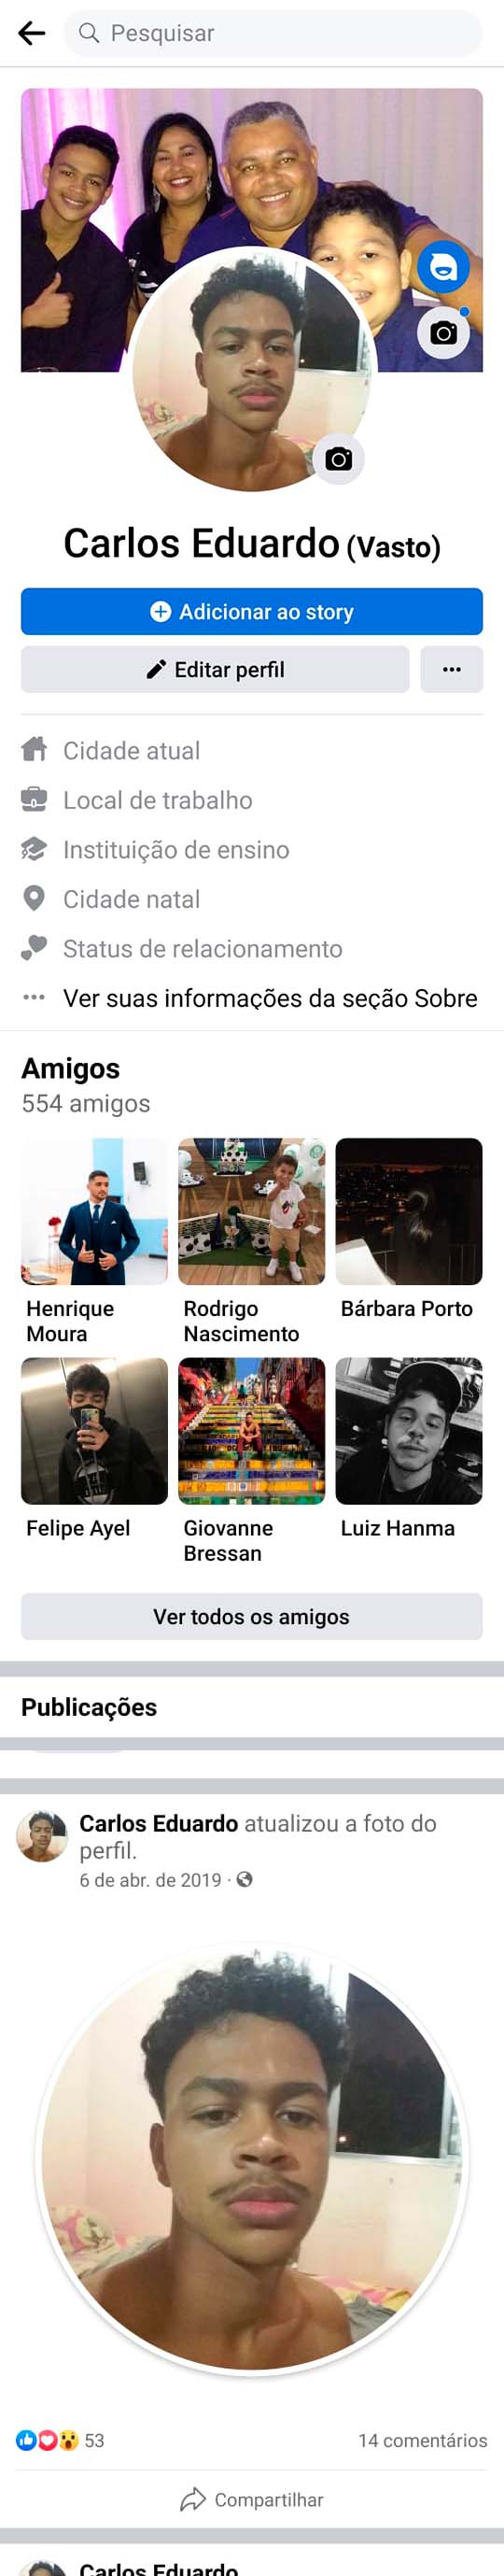 Pesquisar
Carlos Eduardo (Vasto)
Adicionar ao story
Editar perfil
Cidade atual
Local de trabalho
Instituição de ensino
Cidade natal
Status de relacionamento
Ver suas informações da seção Sobre
Amigos
554 amigos
Henrique
Moura
Rodrigo
Nascimento
Bárbara Porto
Felipe Ayel
Giovanne
Bressan
Luiz Hanma
Ver todos os amigos
Publicações
Carlos Eduardo atualizou a foto do
perfil.
6 de abr. de 2019 ·
53
14 comentários
Compartilhar
Carlos Eduardo